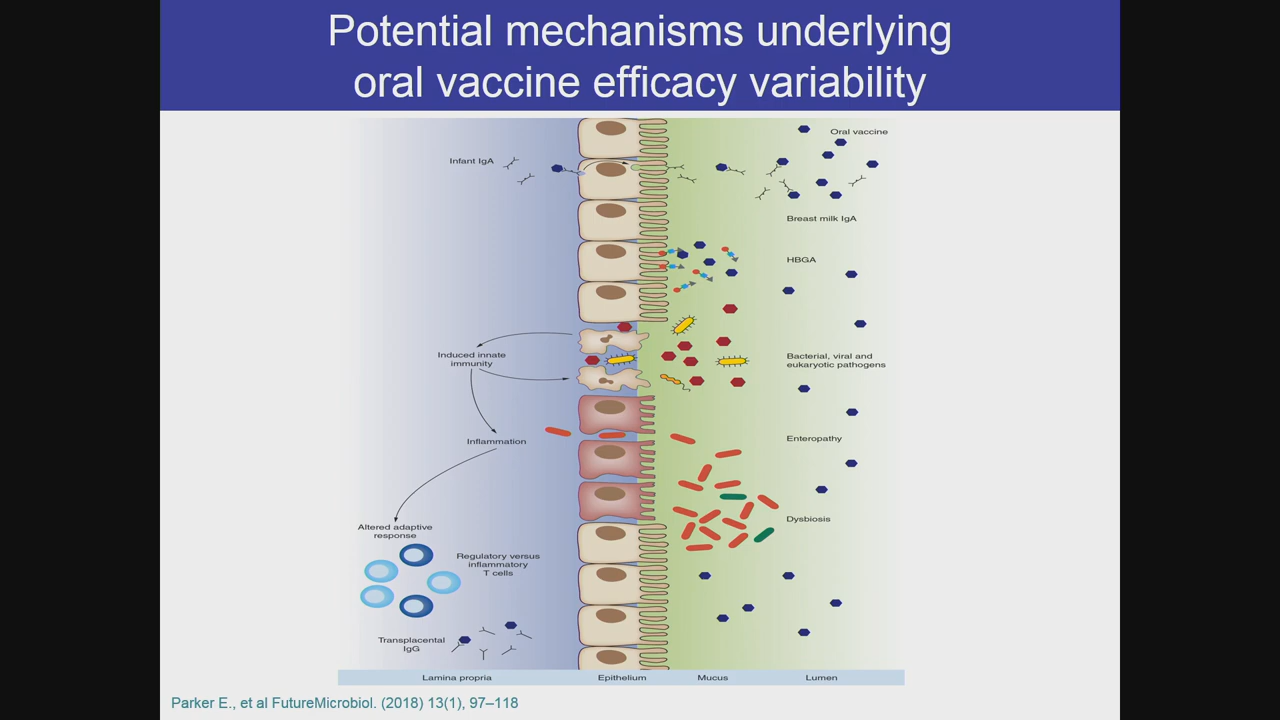 Potential mechanisms underlying
oral vaccine efficacy variability
Oral vaccine
Infant IgA
Breast milk IgA
HBGA
Induced innate
immunity
Bacterial, viral and
eukaryotic pathogens
Inflammation
Enteropathy
Dysbiosis
Altered adaptive
response
Regulatory versus
inflammatory
T cells
Transplacental
IgG
Lamina propria
Epithelium
Mucus
Lumen
Parker E., et al FutureMicrobiol. (2018) 13(1), 97–118